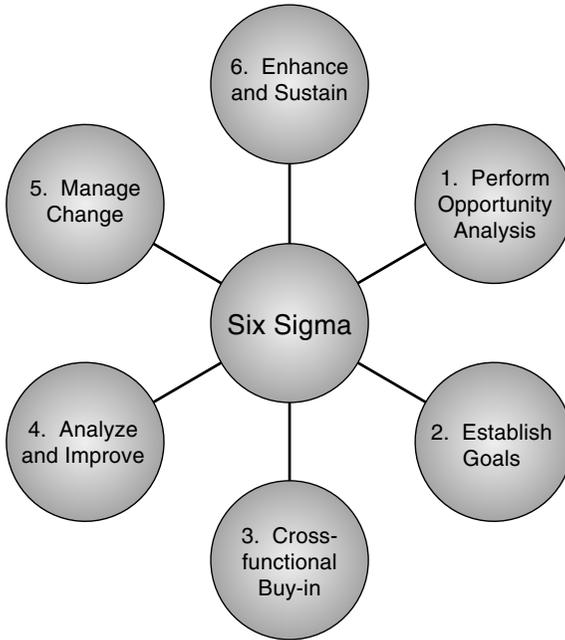 6. Enhance
and Sustain
5. Manage
Change
1. Perform
Opportunity
Analysis
Six Sigma
4. Analyze
and Improve
2. Establish
Goals
3. Cross-
functional
Buy-in